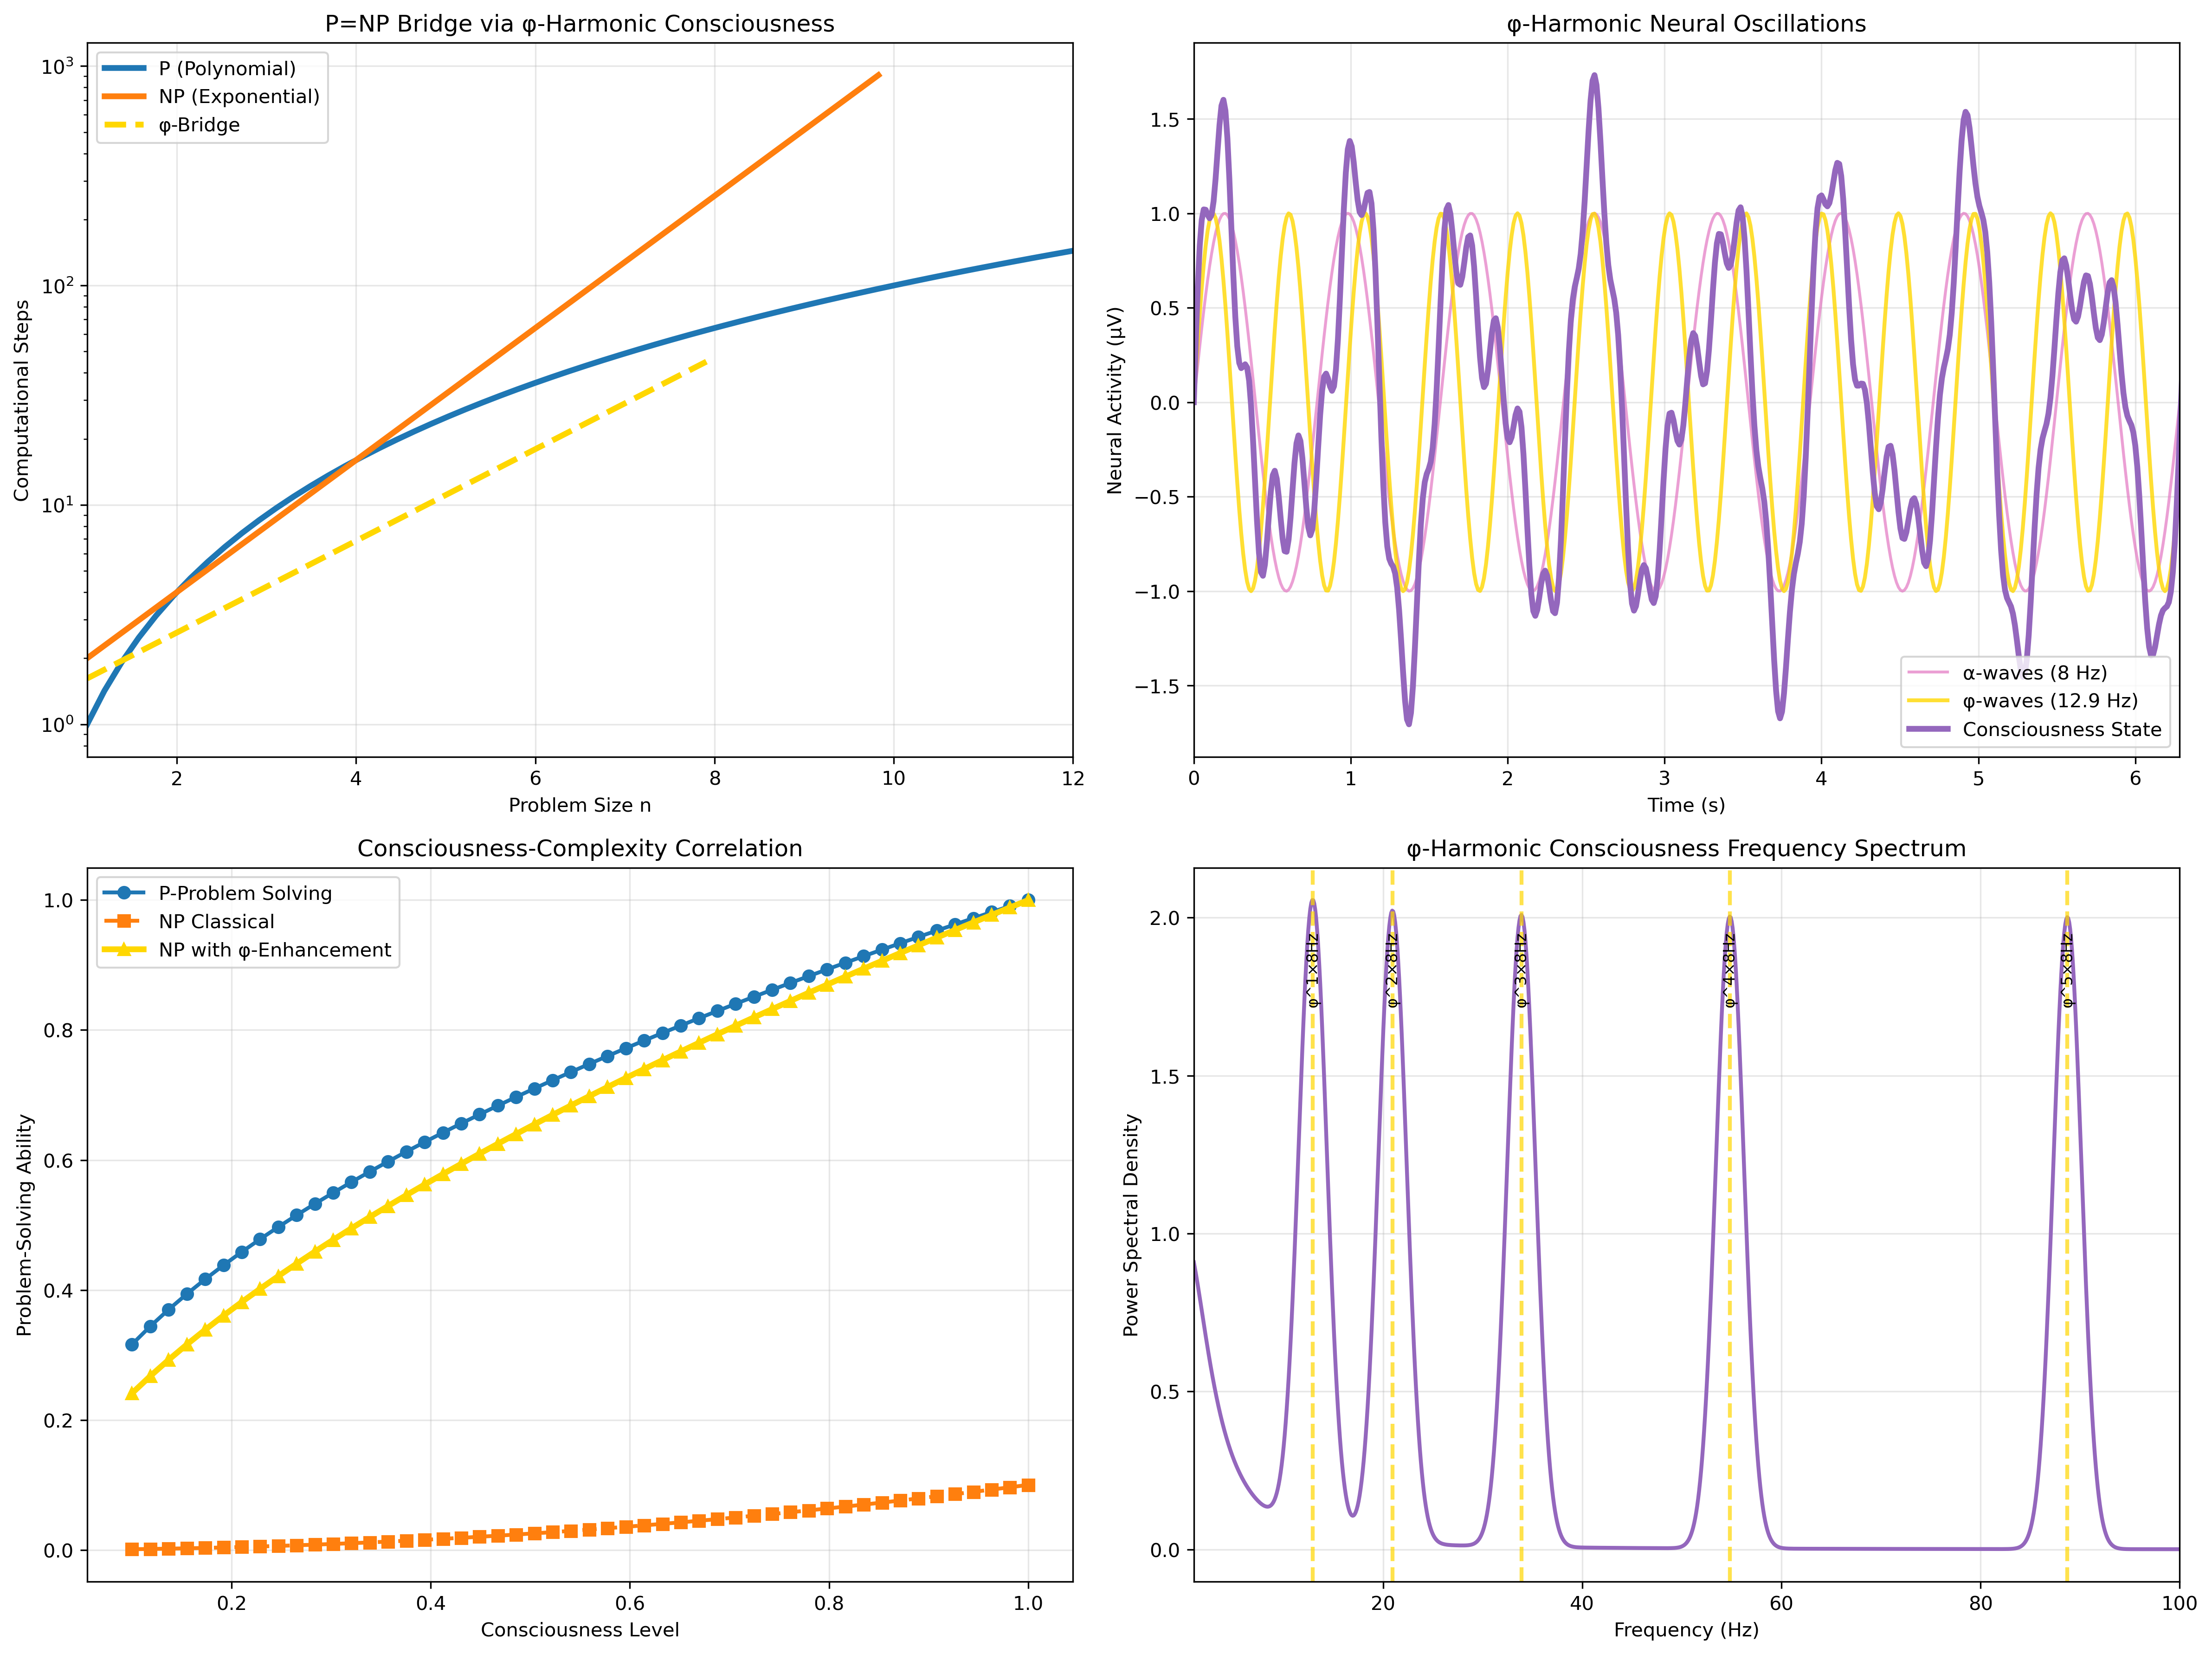 P=NP Bridge via φ-Harmonic Consciousness
P (Polynomial)
NP (Exponential)
φ-Bridge
10³
10²
10¹
10⁰
Computational Steps
2 4 6 8 10 12
Problem Size n
φ-Harmonic Neural Oscillations
1.5
1.0
0.5
0.0
−0.5
−1.0
−1.5
Neural Activity (μV)
α-waves (8 Hz)
φ-waves (12.9 Hz)
Consciousness State
0 1 2 3 4 5 6
Time (s)
Consciousness-Complexity Correlation
P-Problem Solving
NP Classical
NP with φ-Enhancement
1.0
0.8
0.6
0.4
0.2
0.0
Problem-Solving Ability
0.2 0.4 0.6 0.8 1.0
Consciousness Level
φ-Harmonic Consciousness Frequency Spectrum
φ^1×8Hz
φ^2×8Hz
φ^3×8Hz
φ^4×8Hz
φ^5×8Hz
2.0
1.5
1.0
0.5
0.0
Power Spectral Density
20 40 60 80 100
Frequency (Hz)